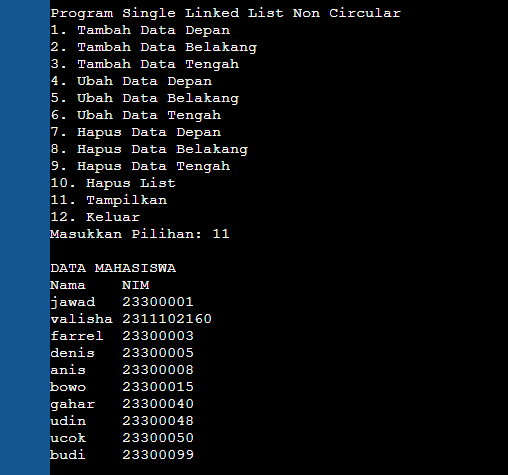 Program Single Linked List Non Circular
1. Tambah Data Depan
2. Tambah Data Belakang
3. Tambah Data Tengah
4. Ubah Data Depan
5. Ubah Data Belakang
6. Ubah Data Tengah
7. Hapus Data Depan
8. Hapus Data Belakang
9. Hapus Data Tengah
10. Hapus List
11. Tampilkan
12. Keluar
Masukkan Pilihan: 11
DATA MAHASISWA
Nama    NIM
jawad   23300001
valisha 2311102160
farrel  23300003
denis   23300005
anis    23300008
bowo    23300015
gahar   23300040
udin    23300048
ucok    23300050
budi    23300099